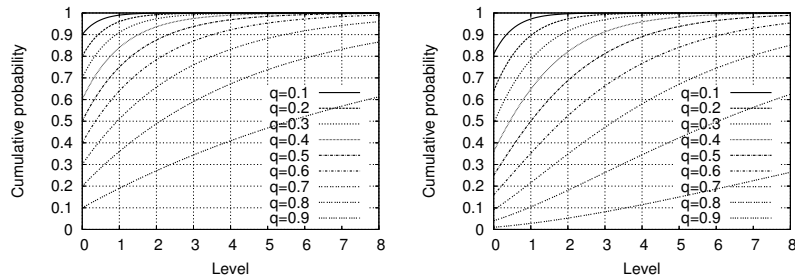 Cumulative probability
1
0.9
0.8
0.7
0.6
0.5
0.4
0.3
0.2
0.1
0
0 1 2 3 4 5 6 7 8
Level
q=0.1
q=0.2
q=0.3
q=0.4
q=0.5
q=0.6
q=0.7
q=0.8
q=0.9
Cumulative probability
1
0.9
0.8
0.7
0.6
0.5
0.4
0.3
0.2
0.1
0
0 1 2 3 4 5 6 7 8
Level
q=0.1
q=0.2
q=0.3
q=0.4
q=0.5
q=0.6
q=0.7
q=0.8
q=0.9